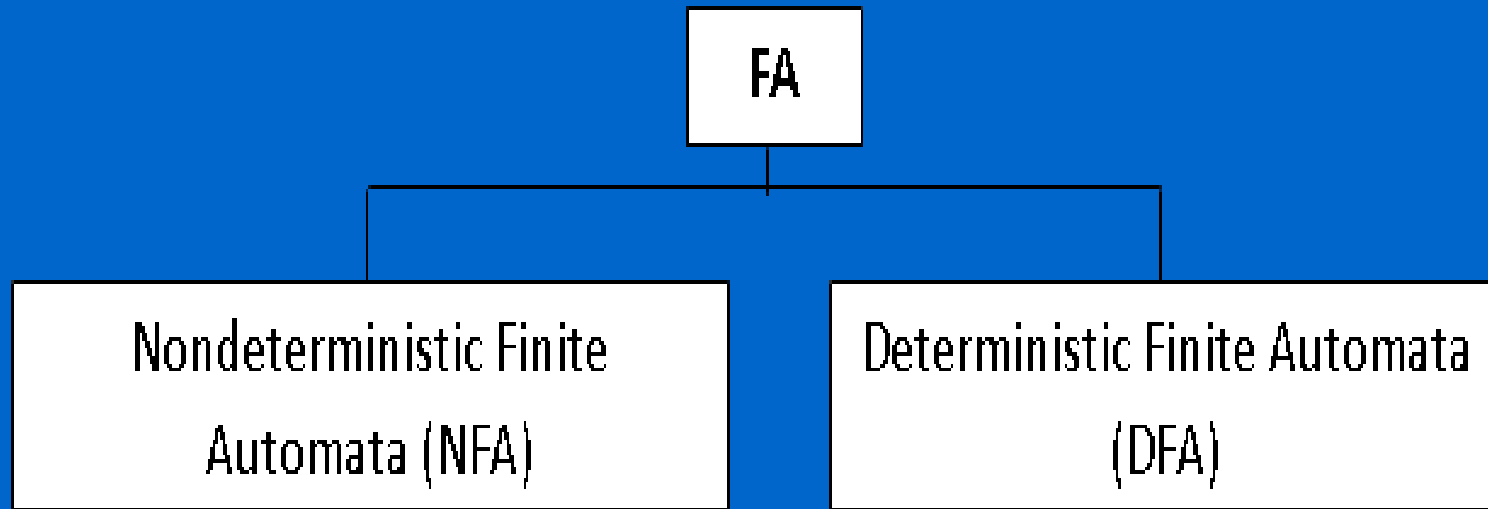 FA
Nondeterministic Finite
Automata (NFA)
Deterministic Finite Automata
(DFA)